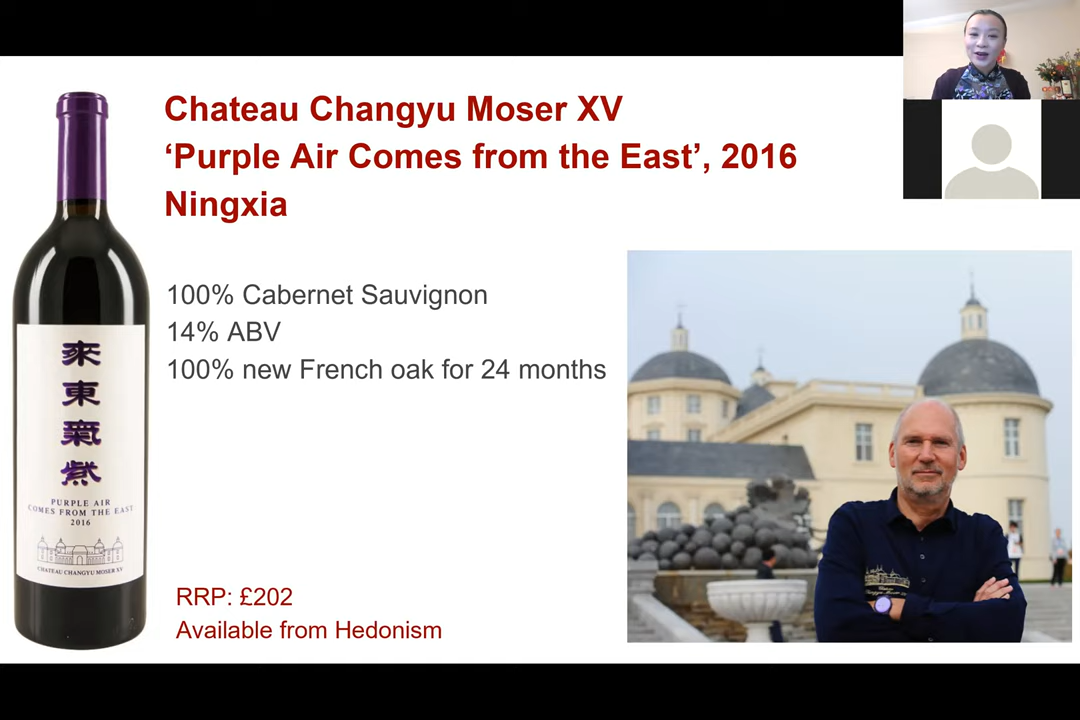 Chateau Changyu Moser XV
‘Purple Air Comes from the East’, 2016
Ningxia
100% Cabernet Sauvignon
14% ABV
100% new French oak for 24 months
來
東
氣
紫
PURPLE AIR
COMES FROM THE EAST
2016
CHATEAU CHANGYU MOSER XV
RRP: £202
Available from Hedonism